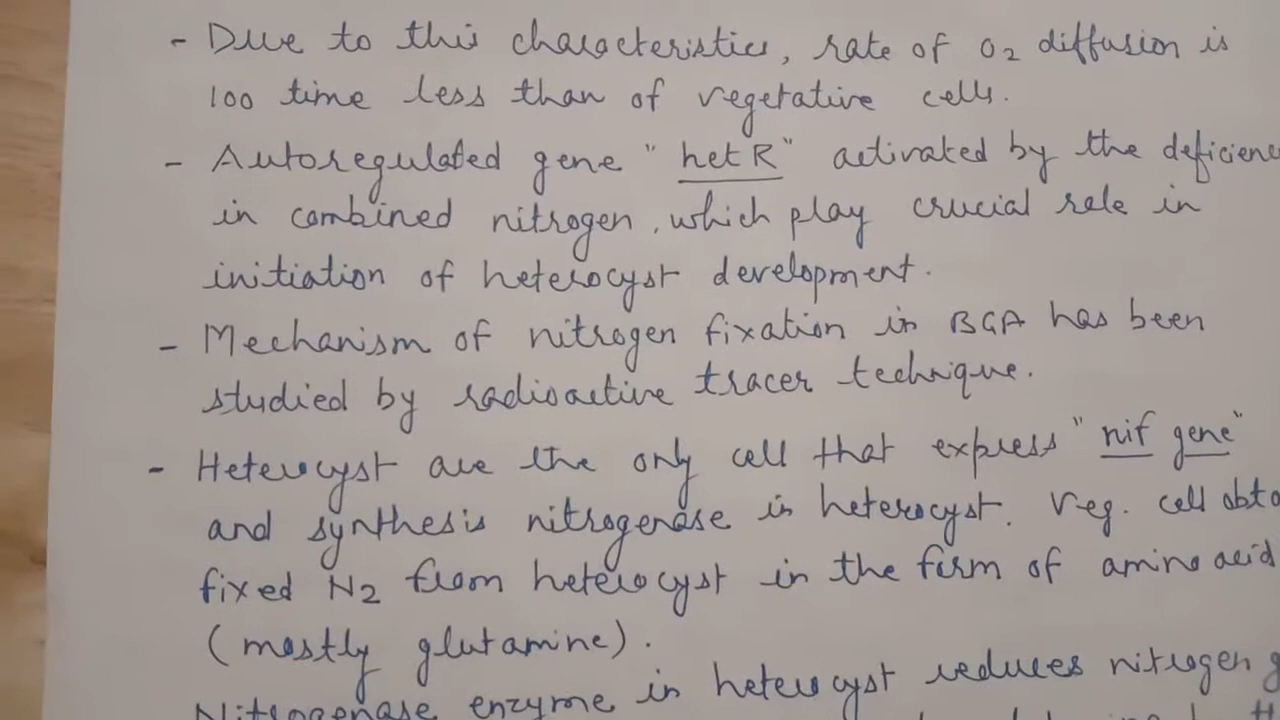 - Due to this characteristics, rate of O2 diffusion is
100 time less than of vegetative cells.
- Autoregulated gene "het R" activated by the deficienc
in combined nitrogen, which play crucial role in
initiation of heterocyst development.
- Mechanism of nitrogen fixation in BGA has been
studied by radioactive tracer technique.
- Heterocyst are the only cell that express "nif gene"
and synthesis nitrogenase in heterocyst. Veg. cell obta
fixed N2 from heterocyst in the form of amino acid
(mostly glutamine).
Nitrogenase enzyme in heterocyst reduces nitrogen g